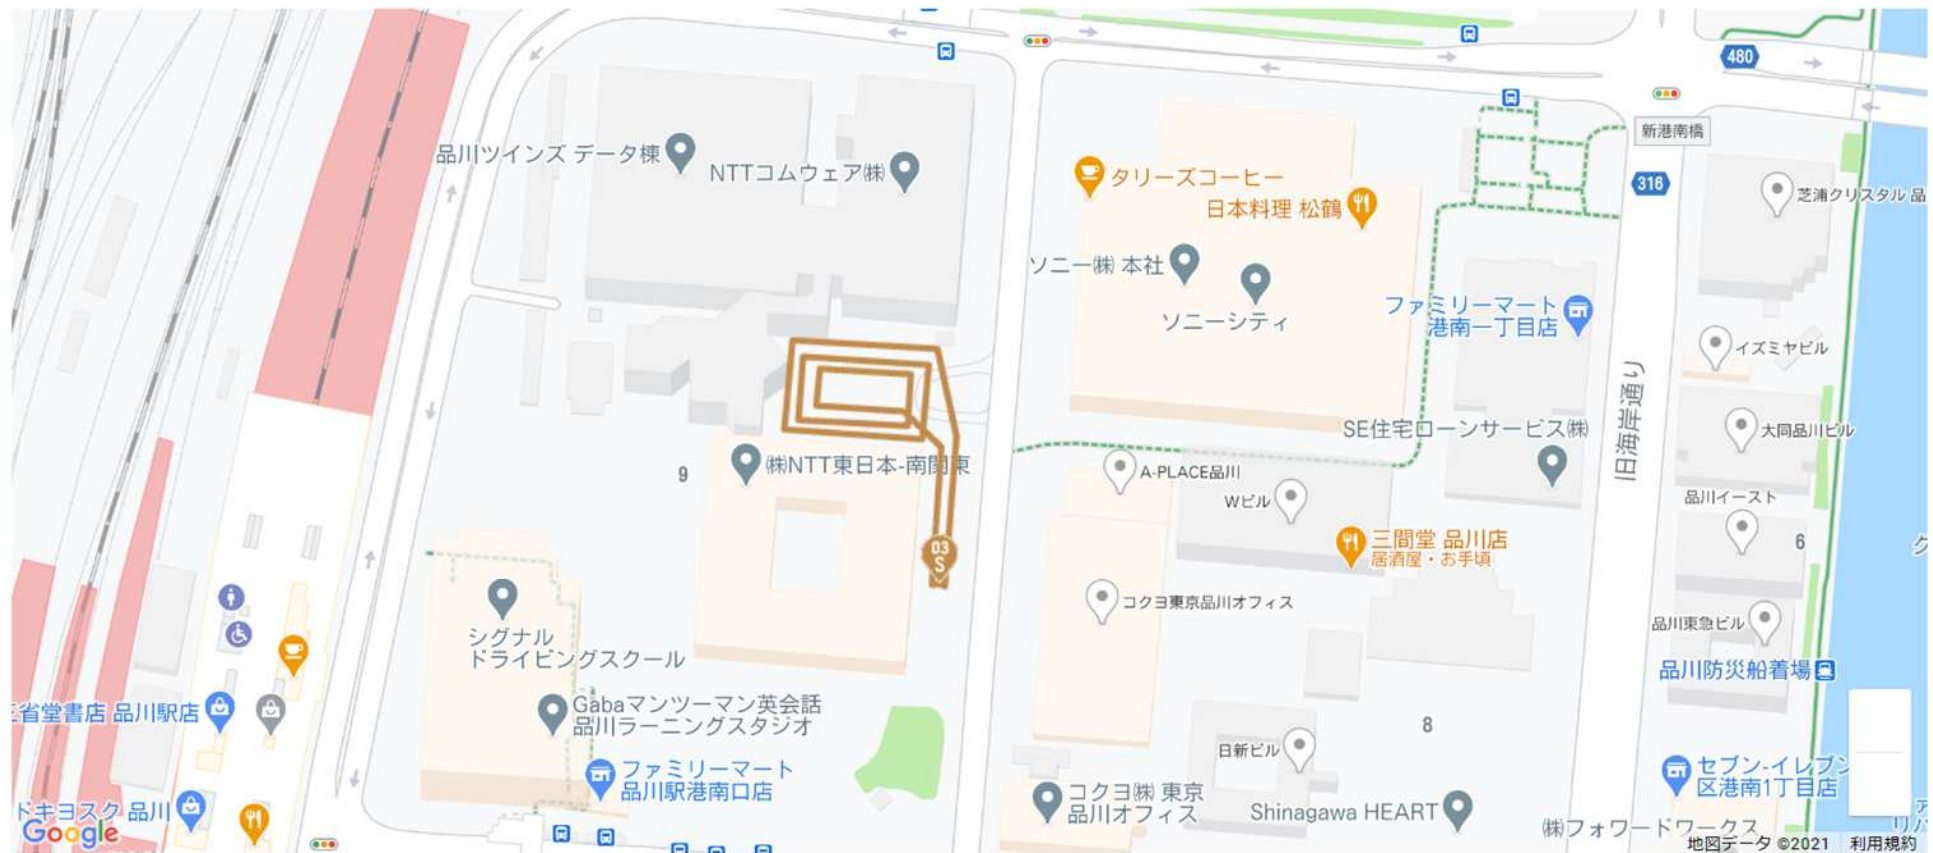 480
新港南橋
品川ツインズ データ棟
NTTコムウェア㈱
タリーズコーヒー
日本料理 松鶴
316
芝浦クリスタル 品
ソニー㈱ 本社
ソニーシティ
ファミリーマート
港南一丁目店
イズミヤビル
旧海岸通り
SE住宅ローンサービス㈱
大同品川ビル
9
㈱NTT東日本-南関東
A-PLACE品川
Wビル
品川イースト
三間堂 品川店
居酒屋・お手頃
6
ク
03
S
コクヨ東京品川オフィス
シグナル
ドライビングスクール
品川東急ビル
品川防災船着場
三省堂書店 品川駅店
Gabaマンツーマン英会話
品川ラーニングスタジオ
8
日新ビル
ファミリーマート
品川駅港南口店
セブン-イレブン
区港南1丁目店
コクヨ㈱ 東京
品川オフィス
Shinagawa HEART
ドキヨスク 品川
Google
㈱フォワードワークス
ア
リバ
地図データ ©2021 利用規約